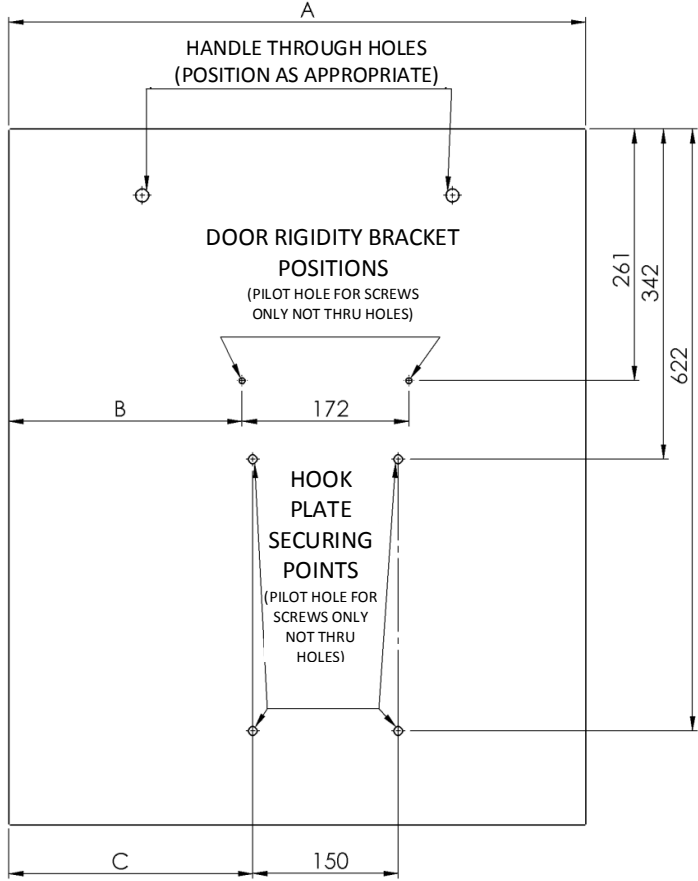 A
HANDLE THROUGH HOLES
(POSITION AS APPROPRIATE)
DOOR RIGIDITY BRACKET
POSITIONS
(PILOT HOLE FOR SCREWS
ONLY NOT THRU HOLES)
261
342
622
B
172
HOOK
PLATE
SECURING
POINTS
(PILOT HOLE FOR
SCREWS ONLY
NOT THRU
HOLES)
C
150